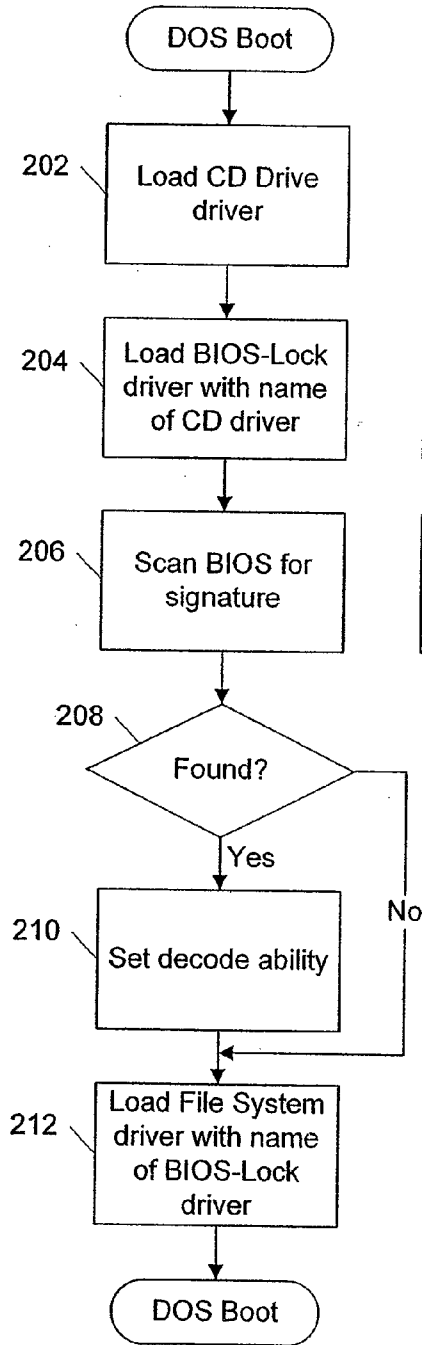 DOS Boot
202
Load CD Drive
driver
204
Load BIOS-Lock
driver with name
of CD driver
206
Scan BIOS for
signature
208
Found?
Yes
No
210
Set decode ability
212
Load File System
driver with name
of BIOS-Lock
driver
DOS Boot